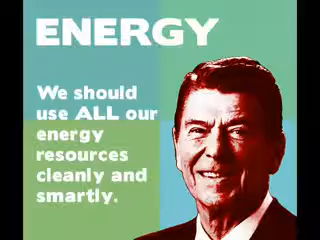 ENERGY
We should
use ALL our
energy
resources
cleanly and
smartly.